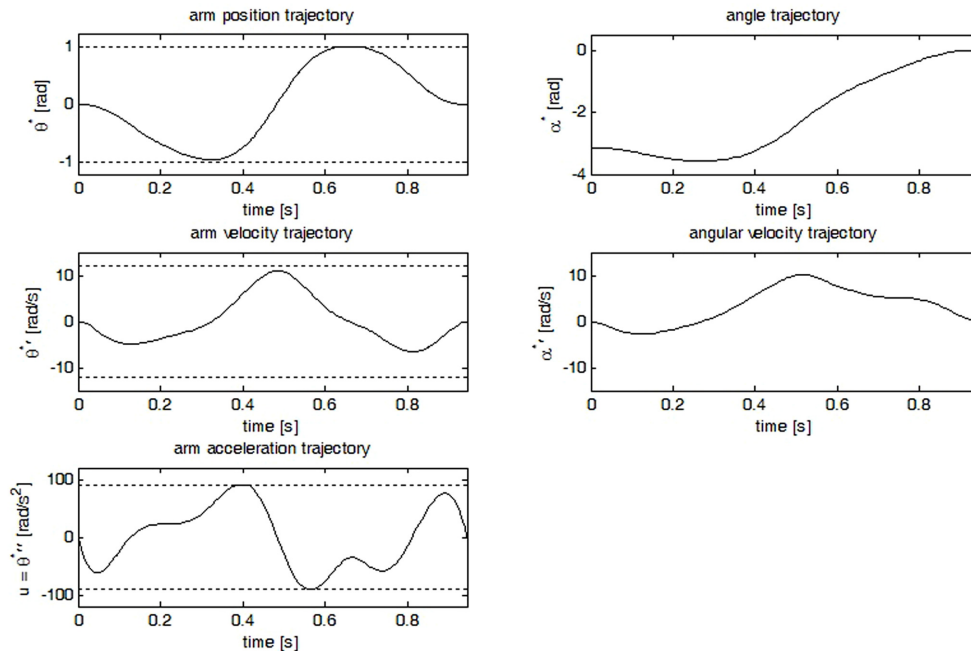 arm position trajectory
1
0
-1
θ* [rad]
0 0.2 0.4 0.6 0.8
time [s]
angle trajectory
0
-2
-4
α* [rad]
0 0.2 0.4 0.6 0.8
time [s]
arm velocity trajectory
10
0
-10
θ*′ [rad/s]
0 0.2 0.4 0.6 0.8
time [s]
angular velocity trajectory
10
0
-10
α*′ [rad/s]
0 0.2 0.4 0.6 0.8
time [s]
arm acceleration trajectory
100
0
-100
u = θ*′′ [rad/s²]
0 0.2 0.4 0.6 0.8
time [s]